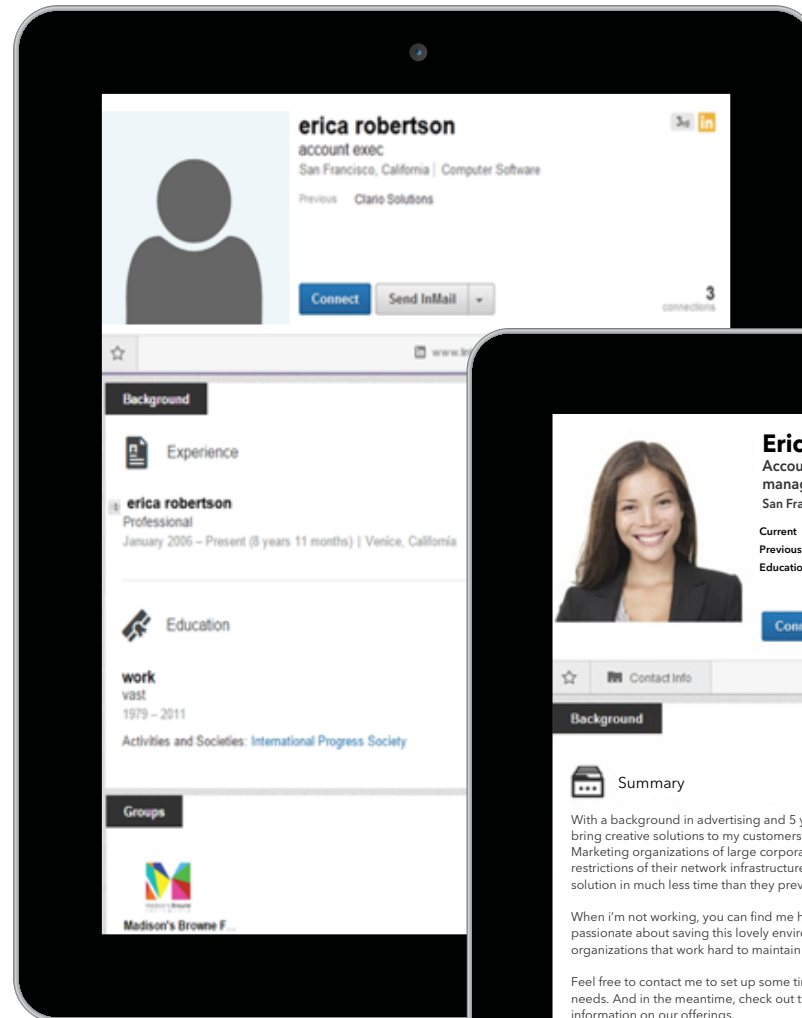 erica robertson
3rd in
account exec
San Francisco, California | Computer Software
Previous Clario Solutions
Connect Send InMail
3
connections
Background
Experience
erica robertson
Professional
January 2006 – Present (8 years 11 months) | Venice, California
Education
work
vast
1979 – 2011
Activities and Societies: International Progress Society
Groups
Madison's Browne F...
Eric
Accou
manag
San Fra
Current
Previous
Educatio
Conn
Contact Info
Background
Summary
With a background in advertising and 5 y
bring creative solutions to my customers
Marketing organizations of large corpora
restrictions of their network infrastructure
solution in much less time than they prev
When i'm not working, you can find me h
passionate about saving this lovely enviro
organizations that work hard to maintain
Feel free to contact me to set up some ti
needs. And in the meantime, check out t
information on our offerings.